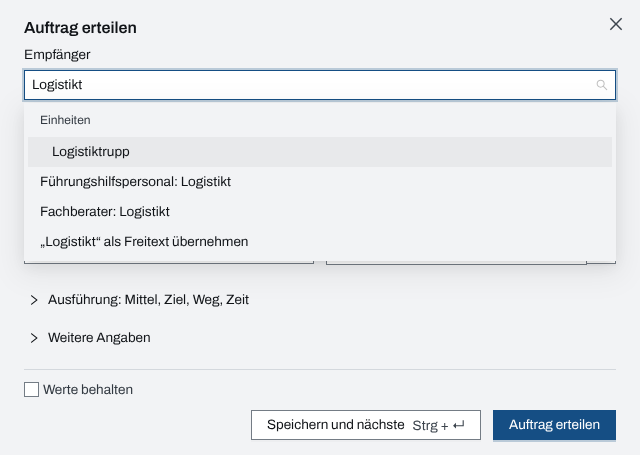 Auftrag erteilen
Empfänger
Logistikt
Einheiten
Logistiktrupp
Führungshilfspersonal: Logistikt
Fachberater: Logistikt
„Logistikt“ als Freitext übernehmen
Ausführung: Mittel, Ziel, Weg, Zeit
Weitere Angaben
Werte behalten
Speichern und nächste Strg + ↵
Auftrag erteilen